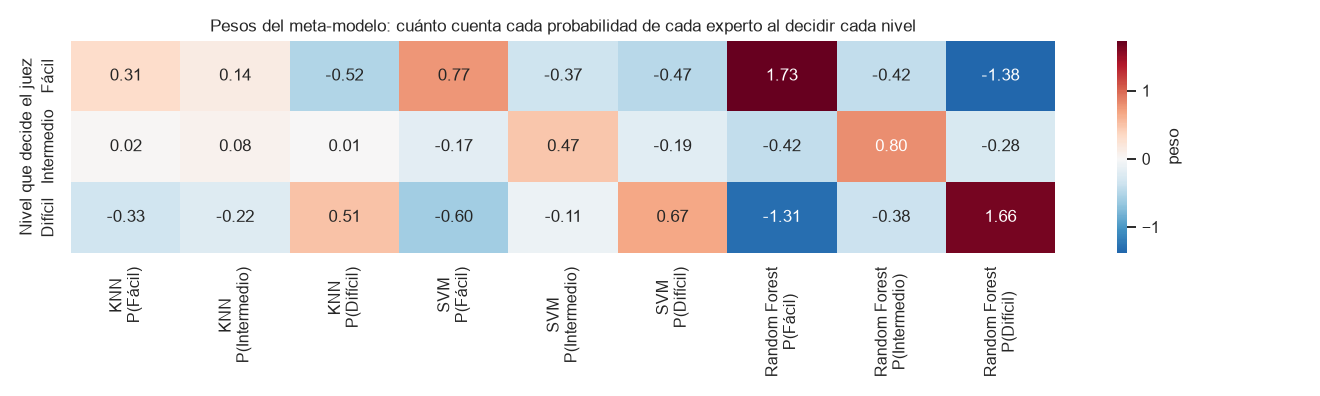 Pesos del meta-modelo: cuánto cuenta cada probabilidad de cada experto al decidir cada nivel
Nivel que decide el juez
Fácil
0.31 0.14 -0.52 0.77 -0.37 -0.47 1.73 -0.42 -1.38
Intermedio
0.02 0.08 0.01 -0.17 0.47 -0.19 -0.42 0.80 -0.28
Difícil
-0.33 -0.22 0.51 -0.60 -0.11 0.67 -1.31 -0.38 1.66
KNN
P(Fácil)
KNN
P(Intermedio)
KNN
P(Difícil)
SVM
P(Fácil)
SVM
P(Intermedio)
SVM
P(Difícil)
Random Forest
P(Fácil)
Random Forest
P(Intermedio)
Random Forest
P(Difícil)
1
0
−1
peso